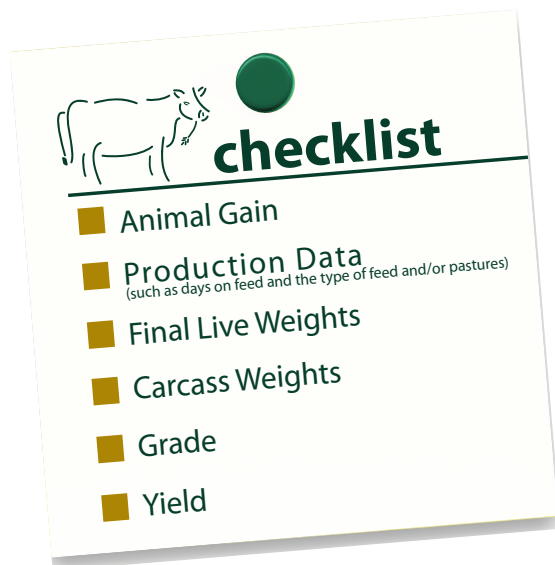 checklist
Animal Gain
Production Data
(such as days on feed and the type of feed and/or pastures)
Final Live Weights
Carcass Weights
Grade
Yield